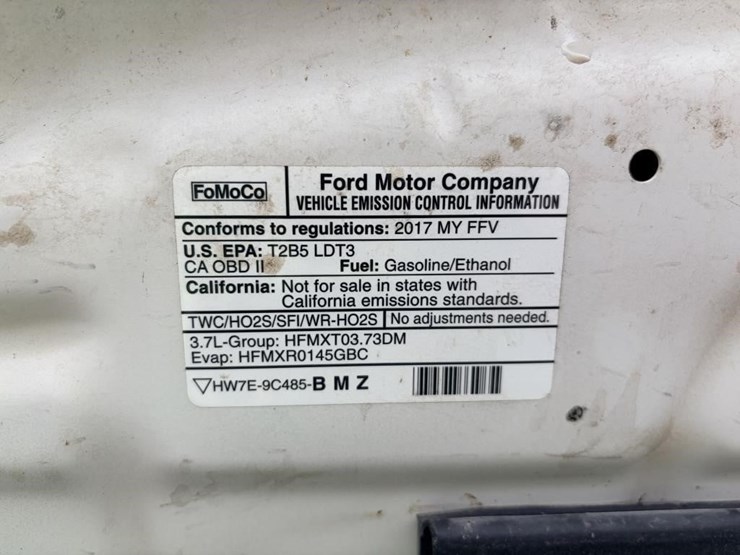 FoMoCo
Ford Motor Company
VEHICLE EMISSION CONTROL INFORMATION
Conforms to regulations: 2017 MY FFV
U.S. EPA: T2B5 LDT3
CA OBD II Fuel: Gasoline/Ethanol
California: Not for sale in states with
California emissions standards.
TWC/HO2S/SFI/WR-HO2S No adjustments needed.
3.7L-Group: HFMXT03.73DM
Evap: HFMXR0145GBC
HW7E-9C485-B M Z